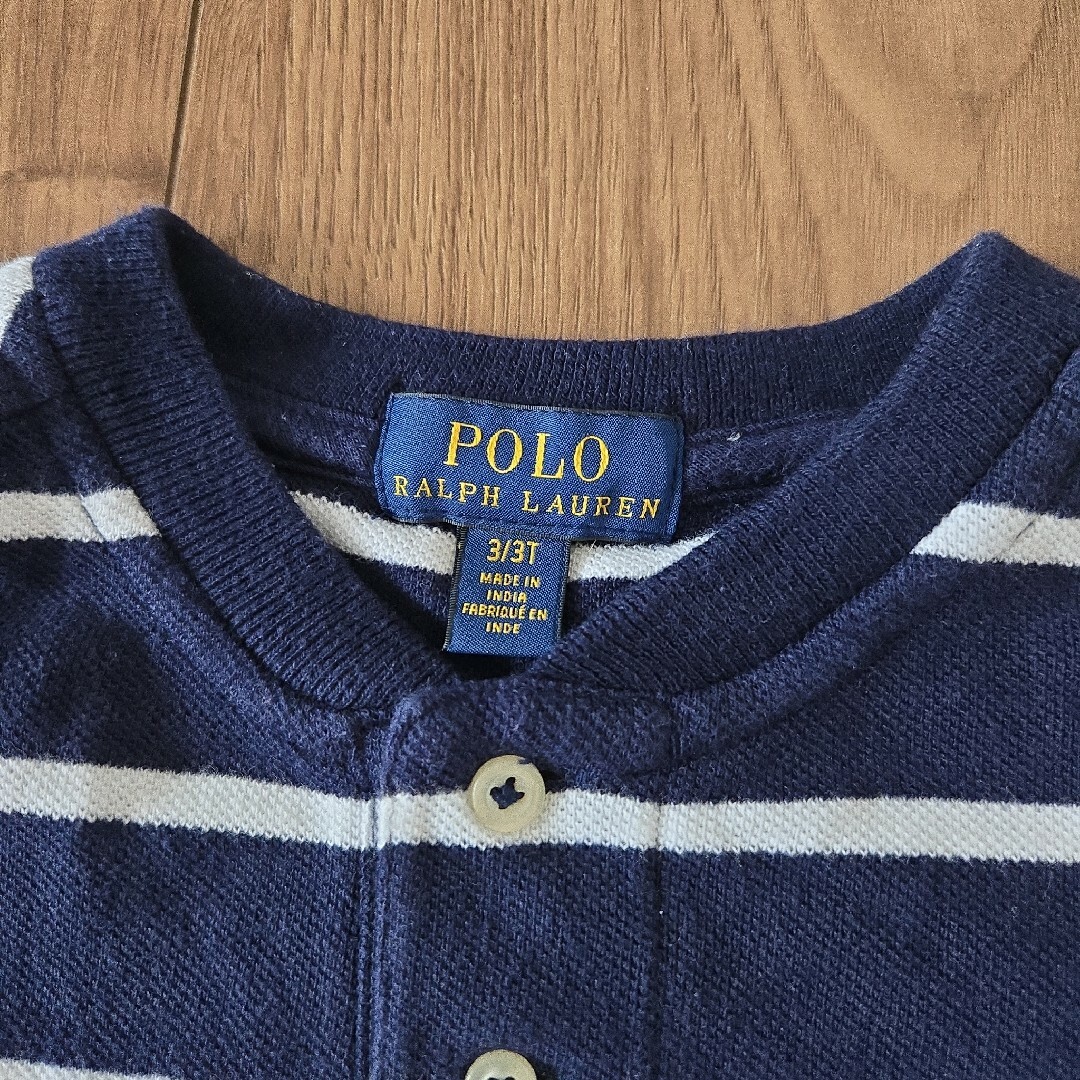 POLO
RALPH LAUREN
3/3T
MADE IN
INDIA
FABRIQUÉ EN
INDE